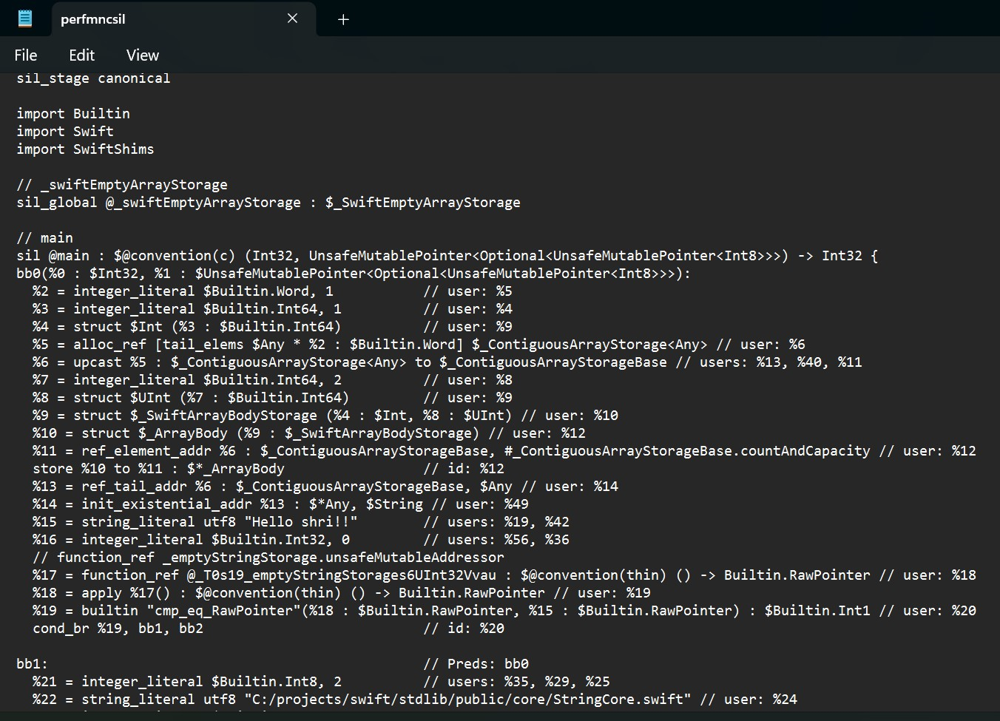 perfmncsil
File Edit View
sil_stage canonical
import Builtin
import Swift
import SwiftShims
// _swiftEmptyArrayStorage
sil_global @_swiftEmptyArrayStorage : $_SwiftEmptyArrayStorage
// main
sil @main : $@convention(c) (Int32, UnsafeMutablePointer<Optional<UnsafeMutablePointer<Int8>>>) -> Int32 {
bb0(%0 : $Int32, %1 : $UnsafeMutablePointer<Optional<UnsafeMutablePointer<Int8>>>):
  %2 = integer_literal $Builtin.Word, 1           // user: %5
  %3 = integer_literal $Builtin.Int64, 1          // user: %4
  %4 = struct $Int (%3 : $Builtin.Int64)          // user: %9
  %5 = alloc_ref [tail_elems $Any * %2 : $Builtin.Word] $_ContiguousArrayStorage<Any> // user: %6
  %6 = upcast %5 : $_ContiguousArrayStorage<Any> to $_ContiguousArrayStorageBase // users: %13, %40, %11
  %7 = integer_literal $Builtin.Int64, 2          // user: %8
  %8 = struct $UInt (%7 : $Builtin.Int64)         // user: %9
  %9 = struct $_SwiftArrayBodyStorage (%4 : $Int, %8 : $UInt) // user: %10
  %10 = struct $_ArrayBody (%9 : $_SwiftArrayBodyStorage) // user: %12
  %11 = ref_element_addr %6 : $_ContiguousArrayStorageBase, #_ContiguousArrayStorageBase.countAndCapacity // user: %12
  store %10 to %11 : $*_ArrayBody                 // id: %12
  %13 = ref_tail_addr %6 : $_ContiguousArrayStorageBase, $Any // user: %14
  %14 = init_existential_addr %13 : $*Any, $String // user: %49
  %15 = string_literal utf8 "Hello shri!!"        // users: %19, %42
  %16 = integer_literal $Builtin.Int32, 0         // users: %56, %36
  // function_ref _emptyStringStorage.unsafeMutableAddressor
  %17 = function_ref @_T0s19_emptyStringStorages6UInt32Vvau : $@convention(thin) () -> Builtin.RawPointer // user: %18
  %18 = apply %17() : $@convention(thin) () -> Builtin.RawPointer // user: %19
  %19 = builtin "cmp_eq_RawPointer"(%18 : $Builtin.RawPointer, %15 : $Builtin.RawPointer) : $Builtin.Int1 // user: %20
  cond_br %19, bb1, bb2                           // id: %20
bb1:                                              // Preds: bb0
  %21 = integer_literal $Builtin.Int8, 2          // users: %35, %29, %25
  %22 = string_literal utf8 "C:/projects/swift/stdlib/public/core/StringCore.swift" // user: %24